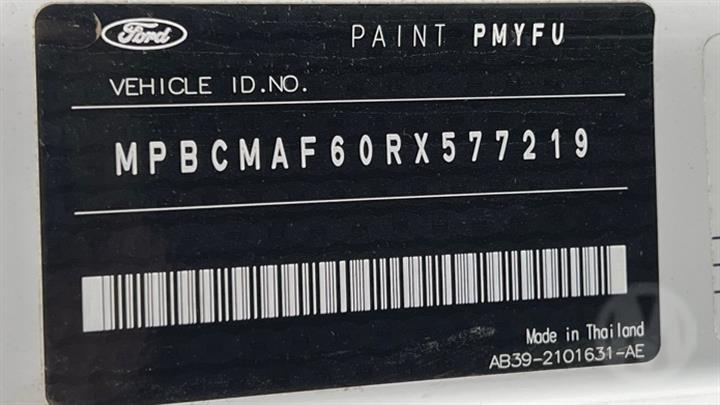 Ford PAINT PMYFU
VEHICLE ID.NO.
MPBCMAF60RX577219
Made in Thailand
AB39-2101631-AE